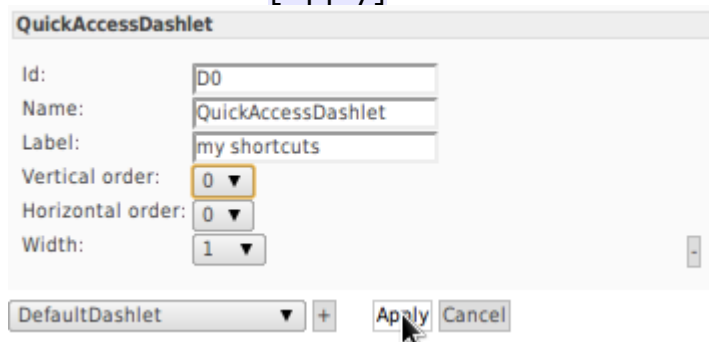 QuickAccessDashlet
Id: D0
Name: QuickAccessDashlet
Label: my shortcuts
Vertical order: 0 ▼
Horizontal order: 0 ▼
Width: 1 ▼
-
DefaultDashlet ▼ + Apply Cancel